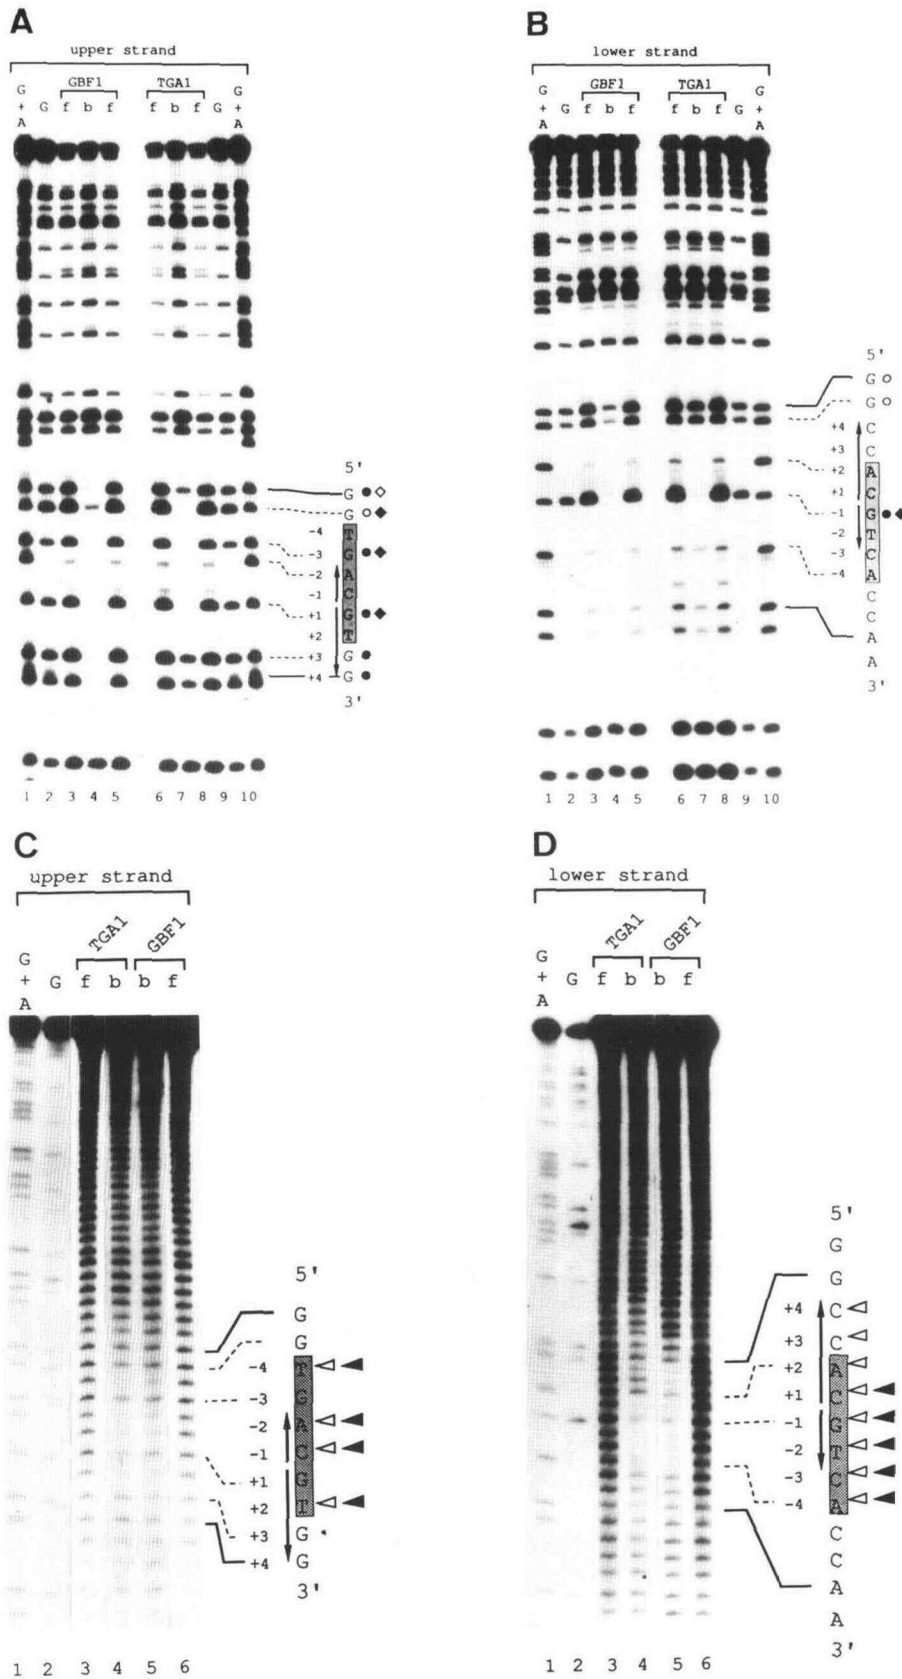 A
upper strand
G + A
G
GBF1
f b f
TGA1
f b f
G
G + A
5'
G
G
-4 T
-3 G
-2 A
-1 C
+1 G
+2 T
+3 G
+4 G
3'
1 2 3 4 5 6 7 8 9 10
B
lower strand
G + A
G
GBF1
f b f
TGA1
f b f
G
G + A
5'
G
G
+4 C
+3 C
+2 A
+1 C
-1 G
-2 T
-3 C
-4 A
C
C
A
A
3'
1 2 3 4 5 6 7 8 9 10
C
upper strand
TGA1 GBF1
G + A
G f b b f
5'
G
G
-4 T
-3 G
-2 A
-1 C
+1 G
+2 T
+3 G
+4 G
3'
1 2 3 4 5 6
D
lower strand
TGA1 GBF1
G + A
G f b b f
5'
G
G
+4 C
+3 C
+2 A
+1 C
-1 G
-2 T
-3 C
-4 A
C
C
A
A
3'
1 2 3 4 5 6